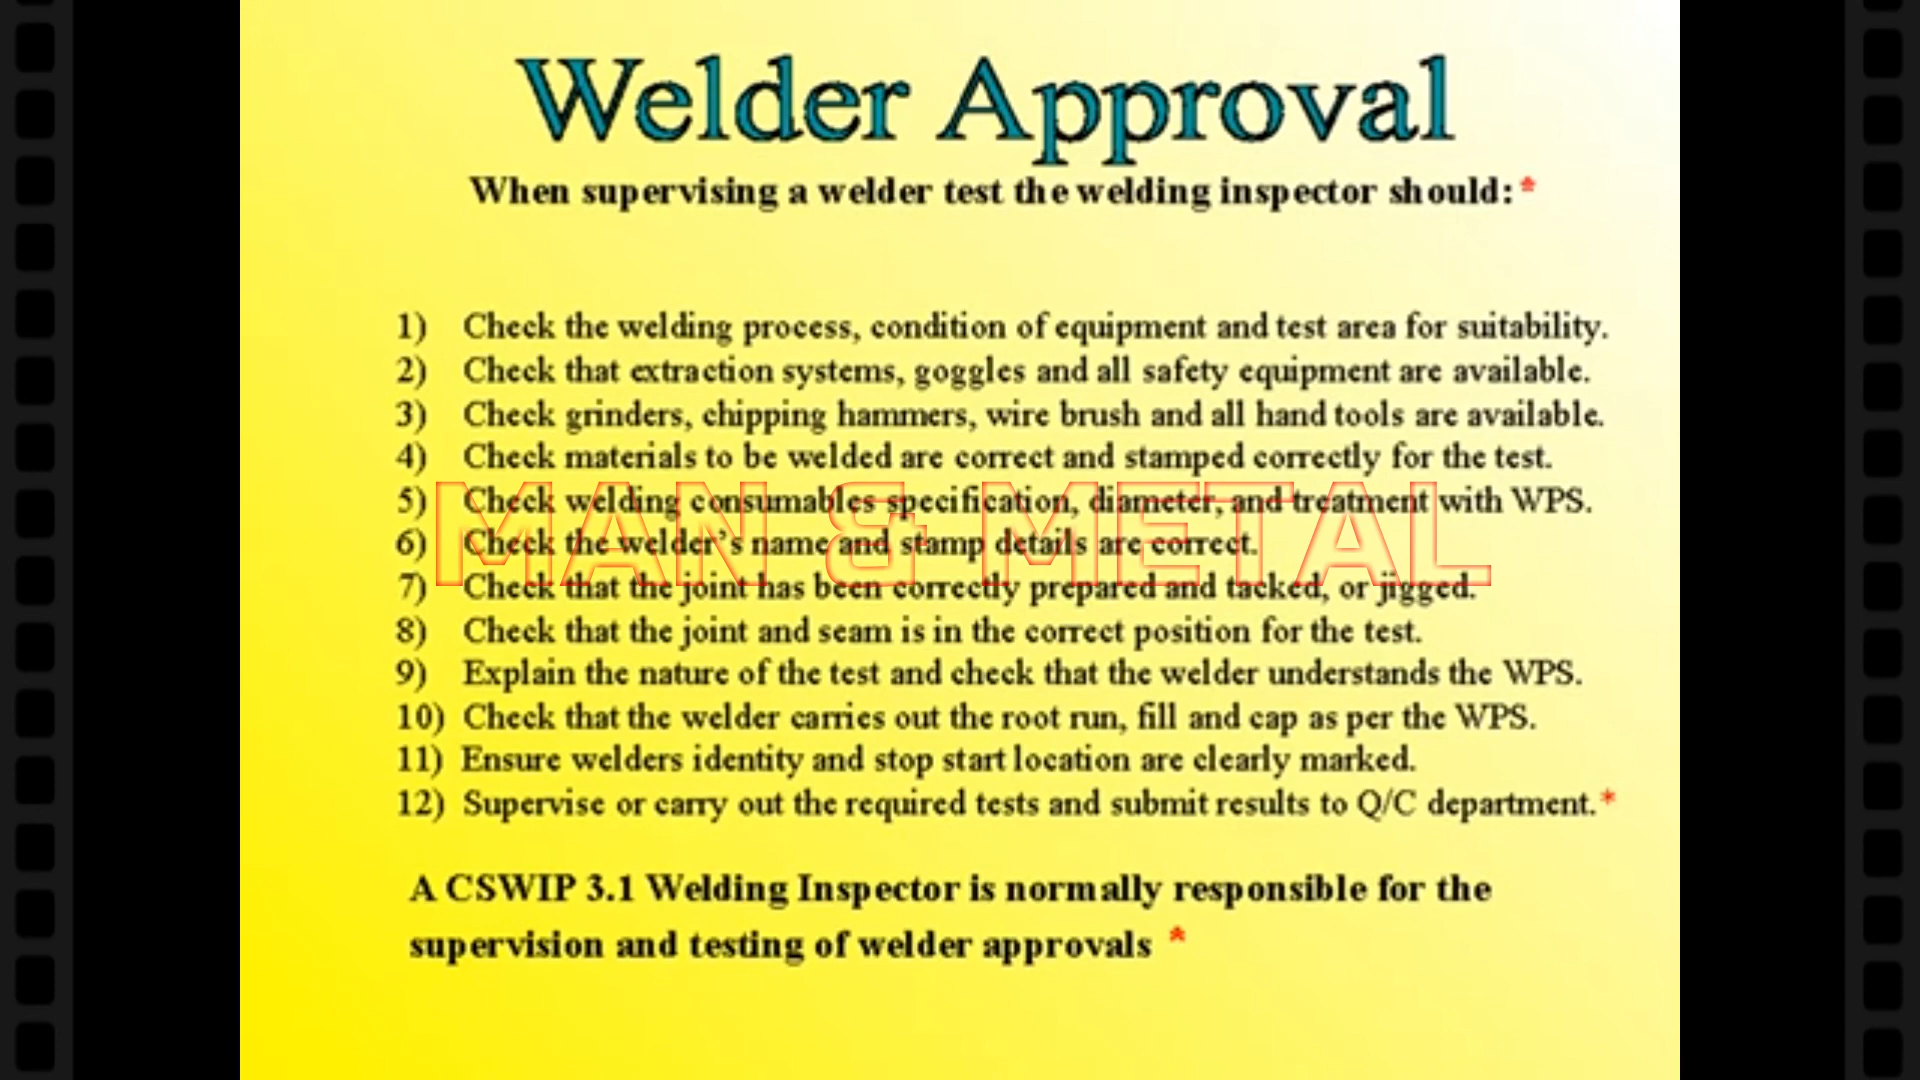 Welder Approval
When supervising a welder test the welding inspector should:*
1) Check the welding process, condition of equipment and test area for suitability.
2) Check that extraction systems, goggles and all safety equipment are available.
3) Check grinders, chipping hammers, wire brush and all hand tools are available.
4) Check materials to be welded are correct and stamped correctly for the test.
5) Check welding consumables specification, diameter, and treatment with WPS.
MAN & METAL
6) Check the welder's name and stamp details are correct.
7) Check that the joint has been correctly prepared and tacked, or jigged.
8) Check that the joint and seam is in the correct position for the test.
9) Explain the nature of the test and check that the welder understands the WPS.
10) Check that the welder carries out the root run, fill and cap as per the WPS.
11) Ensure welders identity and stop start location are clearly marked.
12) Supervise or carry out the required tests and submit results to Q/C department.*
A CSWIP 3.1 Welding Inspector is normally responsible for the
supervision and testing of welder approvals *